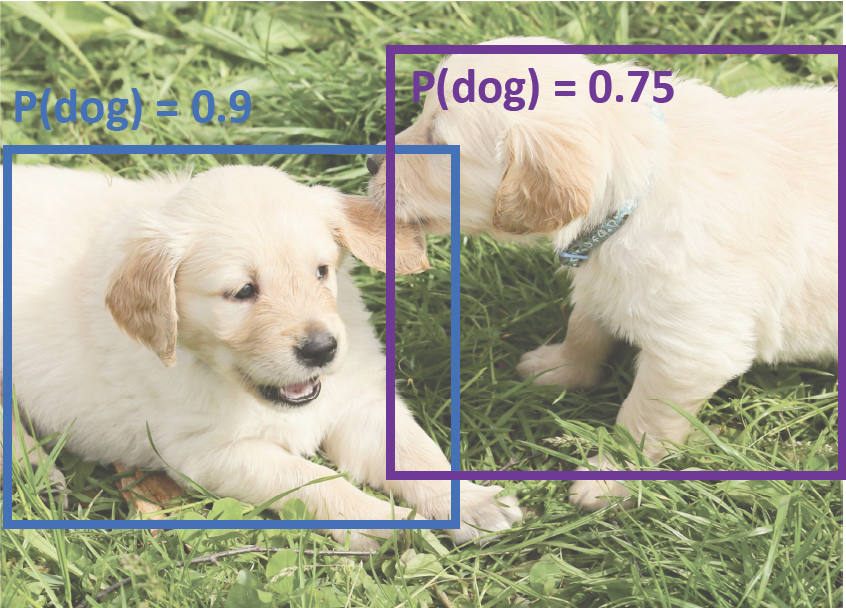 P(dog) = 0.75
P(dog) = 0.9